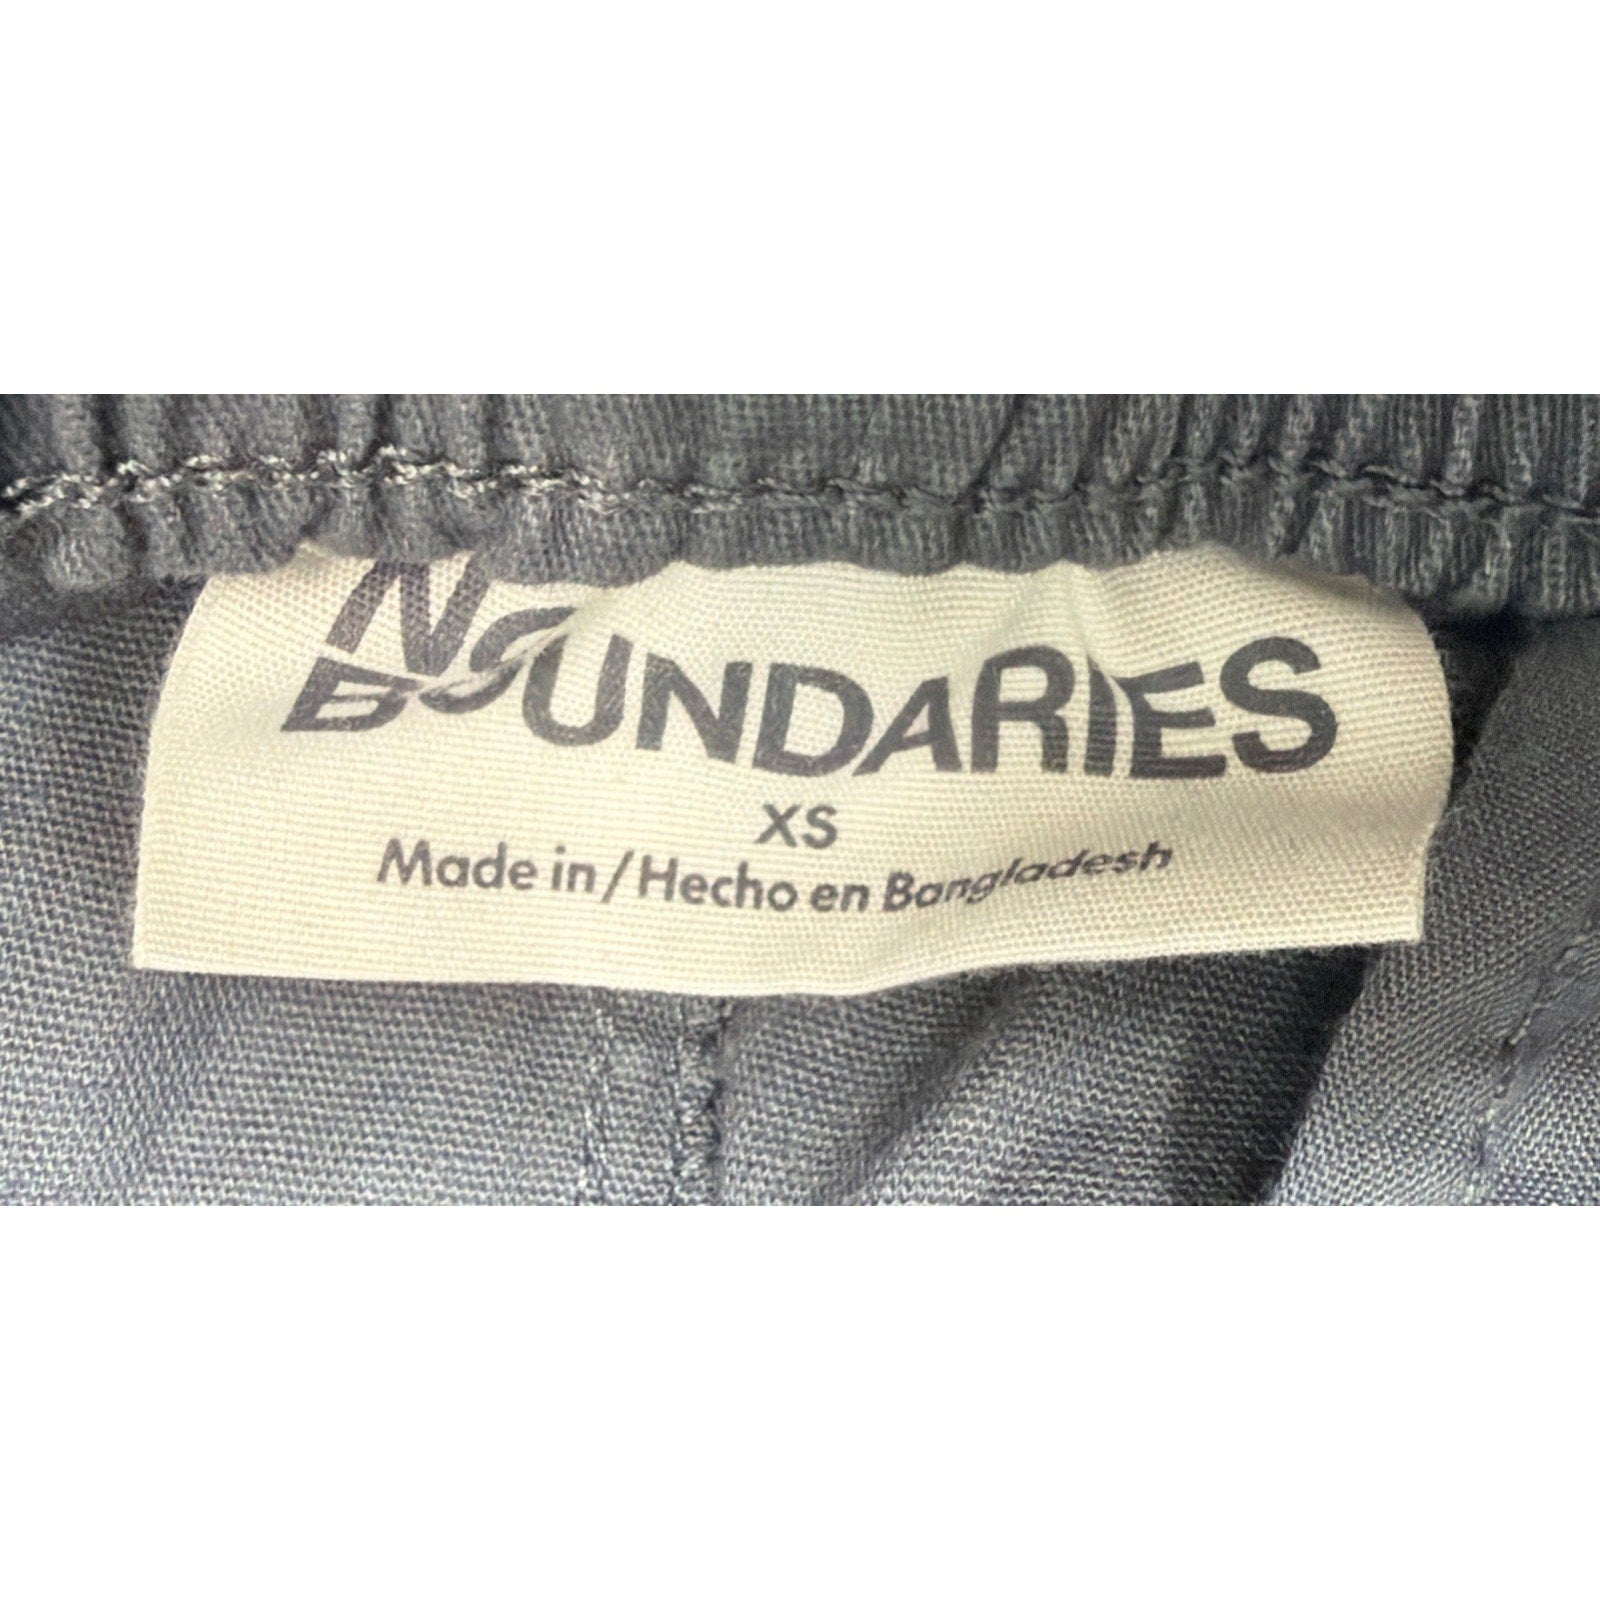 NO
BOUNDARIES
XS
Made in/Hecho en Bangladesh